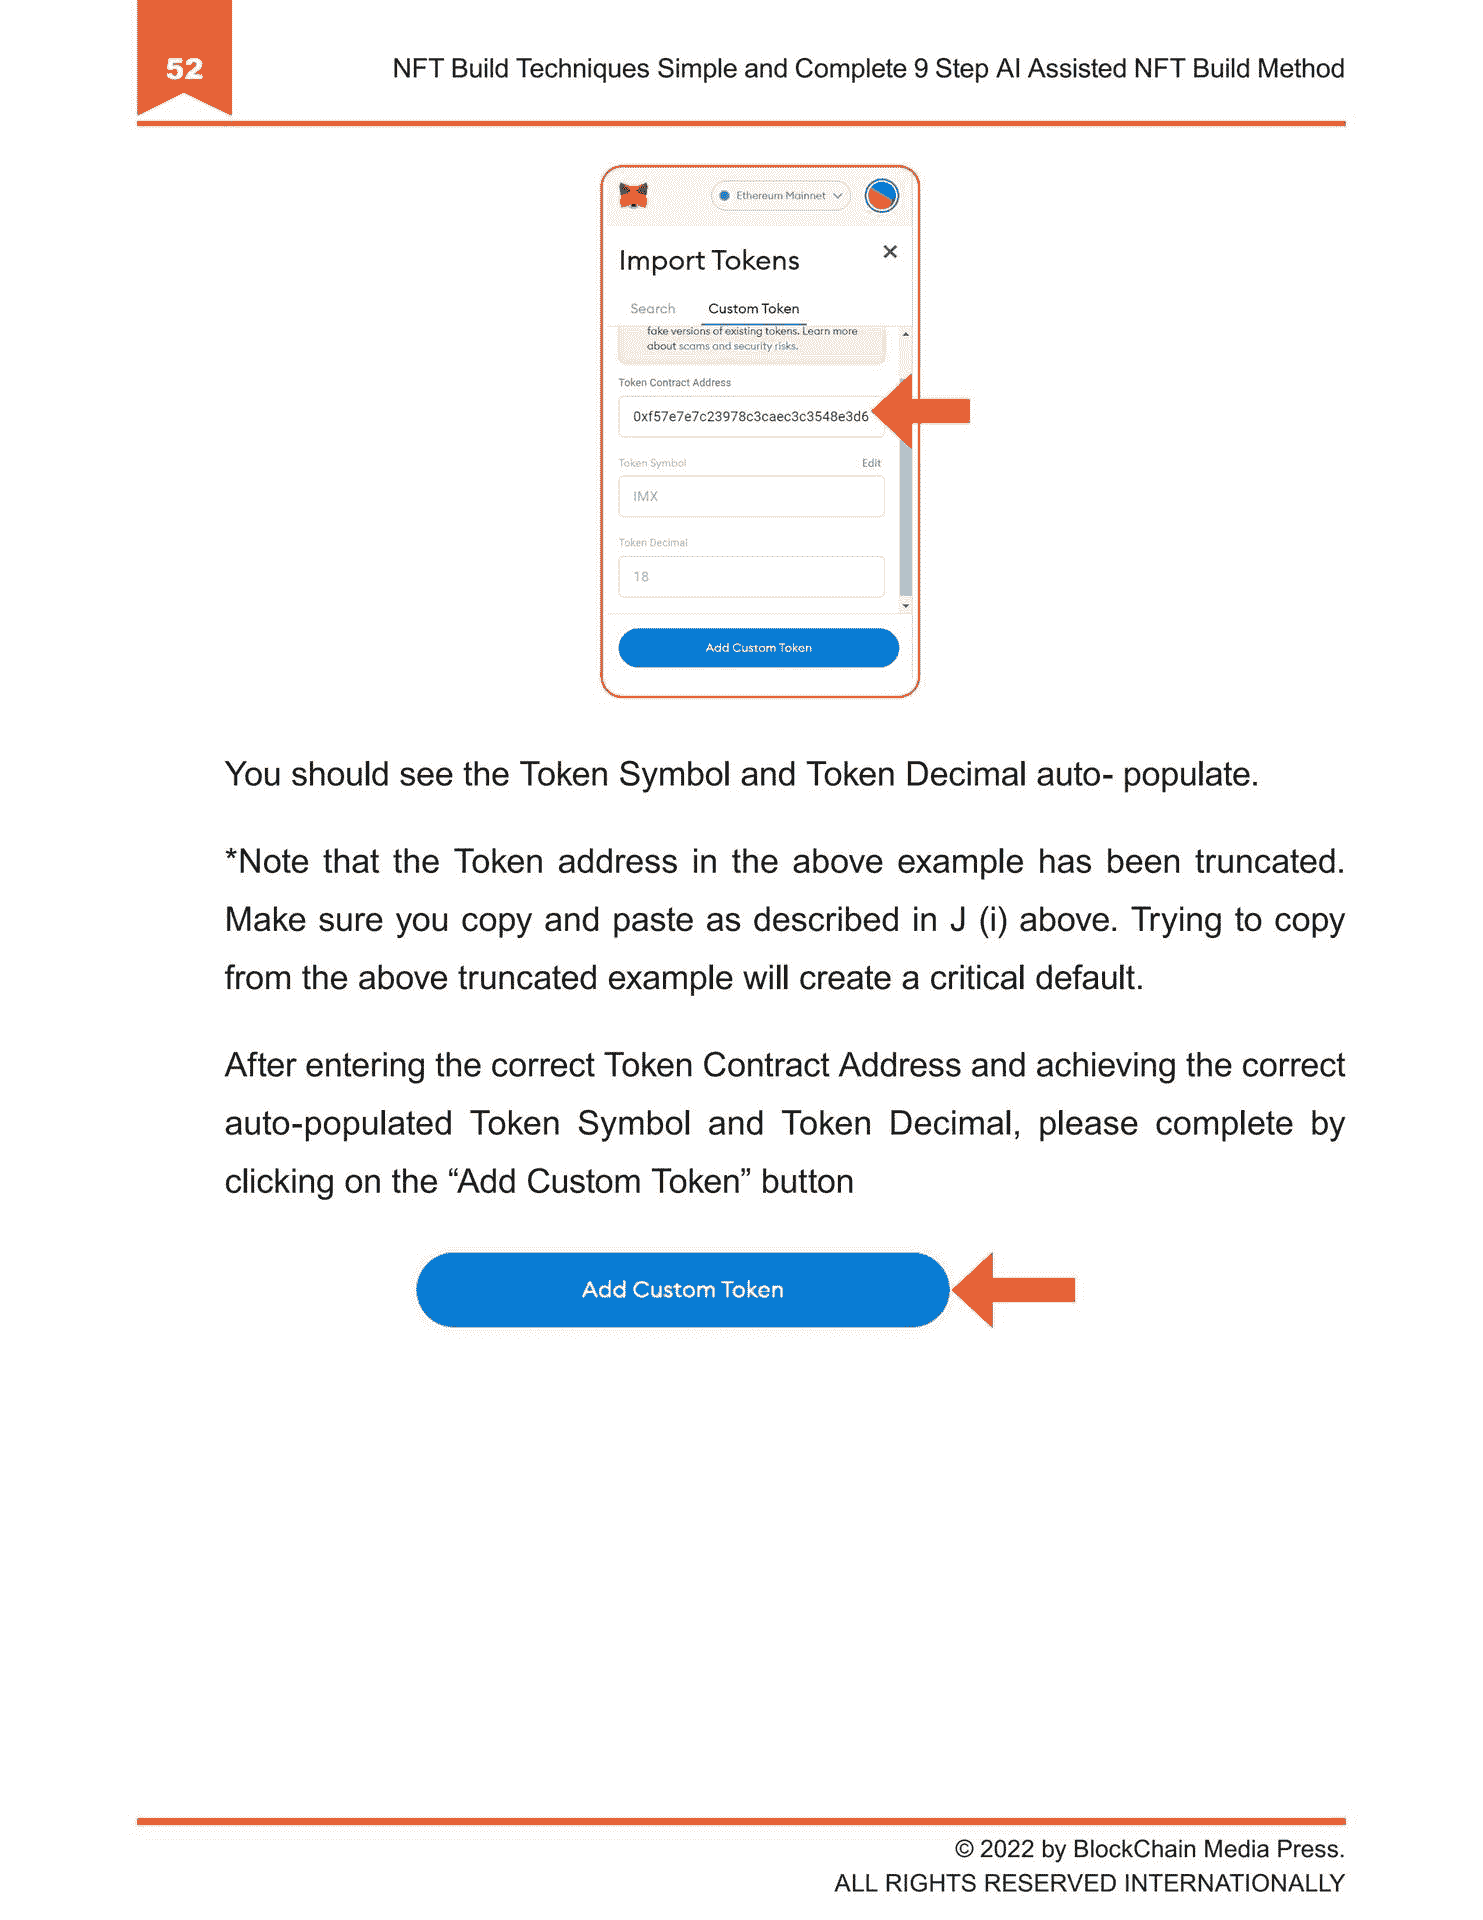 52
NFT Build Techniques Simple and Complete 9 Step AI Assisted NFT Build Method
Ethereum Mainnet
Import Tokens
Search Custom Token
fake versions of existing tokens. Learn more
about scams and security risks.
Token Contract Address
0xf57e7e7c23978c3caec3c3548e3d6
Token Symbol Edit
IMX
Token Decimal
18
Add Custom Token
You should see the Token Symbol and Token Decimal auto- populate.
*Note that the Token address in the above example has been truncated.
Make sure you copy and paste as described in J (i) above. Trying to copy
from the above truncated example will create a critical default.
After entering the correct Token Contract Address and achieving the correct
auto-populated Token Symbol and Token Decimal, please complete by
clicking on the “Add Custom Token” button
Add Custom Token
© 2022 by BlockChain Media Press.
ALL RIGHTS RESERVED INTERNATIONALLY